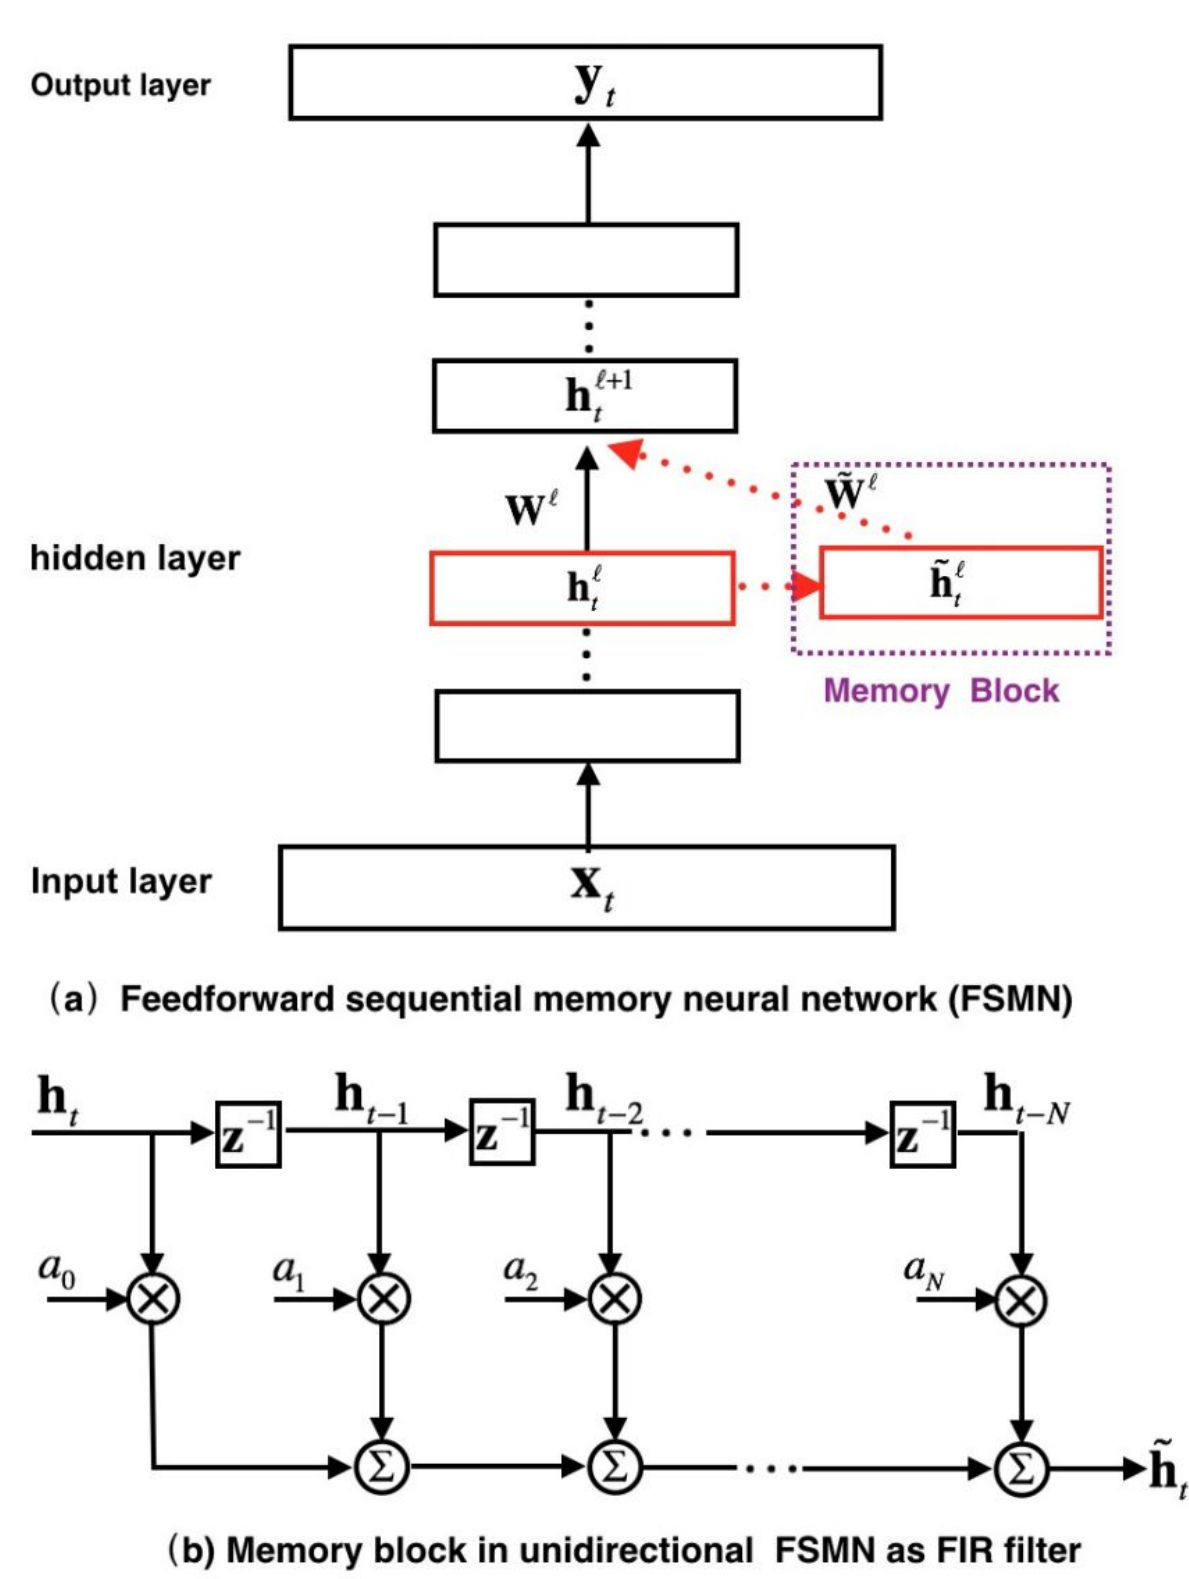 Output layer
y_t
h_t^{ℓ+1}
W^ℓ
W̃^ℓ
hidden layer
h_t^ℓ
h̃_t^ℓ
Memory Block
Input layer
x_t
(a) Feedforward sequential memory neural network (FSMN)
h_t z^{-1} h_{t-1} z^{-1} h_{t-2} ... z^{-1} h_{t-N}
a_0 ⊗ a_1 ⊗ a_2 ⊗ a_N ⊗
Σ Σ ... Σ h̃_t
(b) Memory block in unidirectional FSMN as FIR filter